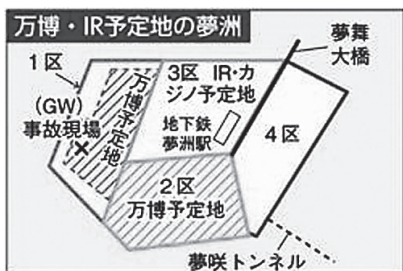 万博・IR予定地の夢洲
夢舞
大橋
1区
3区 IR・カ
ジノ予定地
万博予定地
(GW)
事故現場
地下鉄
夢洲駅
4区
2区
万博予定地
夢咲トンネル